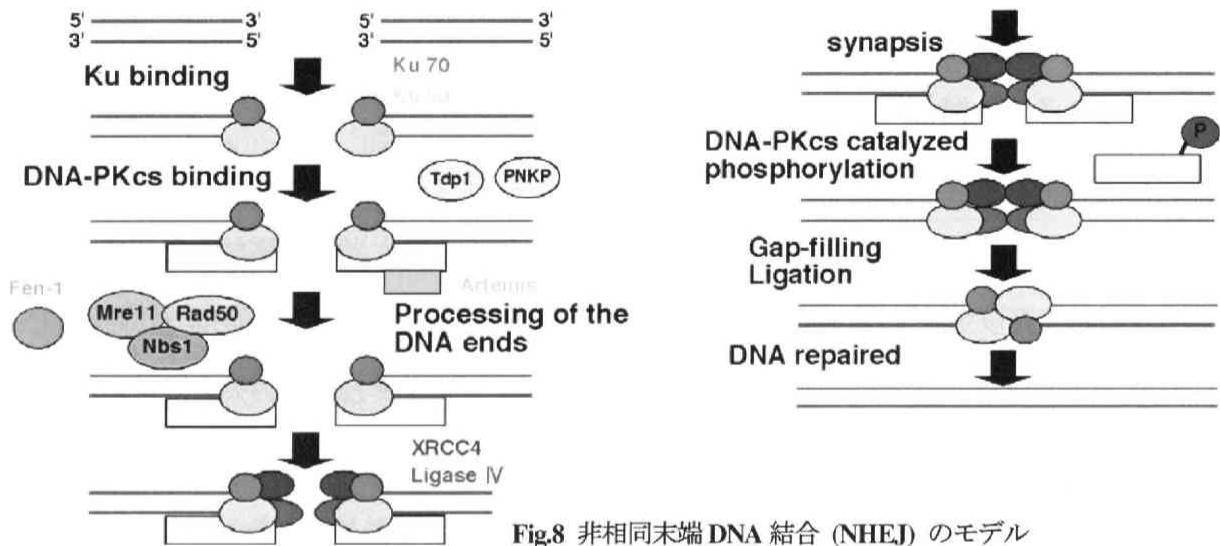 5' 3' 5' 3'
3' 5' 3' 5'
Ku binding
Ku 70
Ku 80
DNA-PKcs binding
Tdp1
PNKP
Artemis
Fen-1
Mre11
Rad50
Nbs1
Processing of the
DNA ends
XRCC4
Ligase Ⅳ
synapsis
P
DNA-PKcs catalyzed
phosphorylation
Gap-filling
Ligation
DNA repaired
Fig.8 非相同末端 DNA 結合 (NHEJ) のモデル